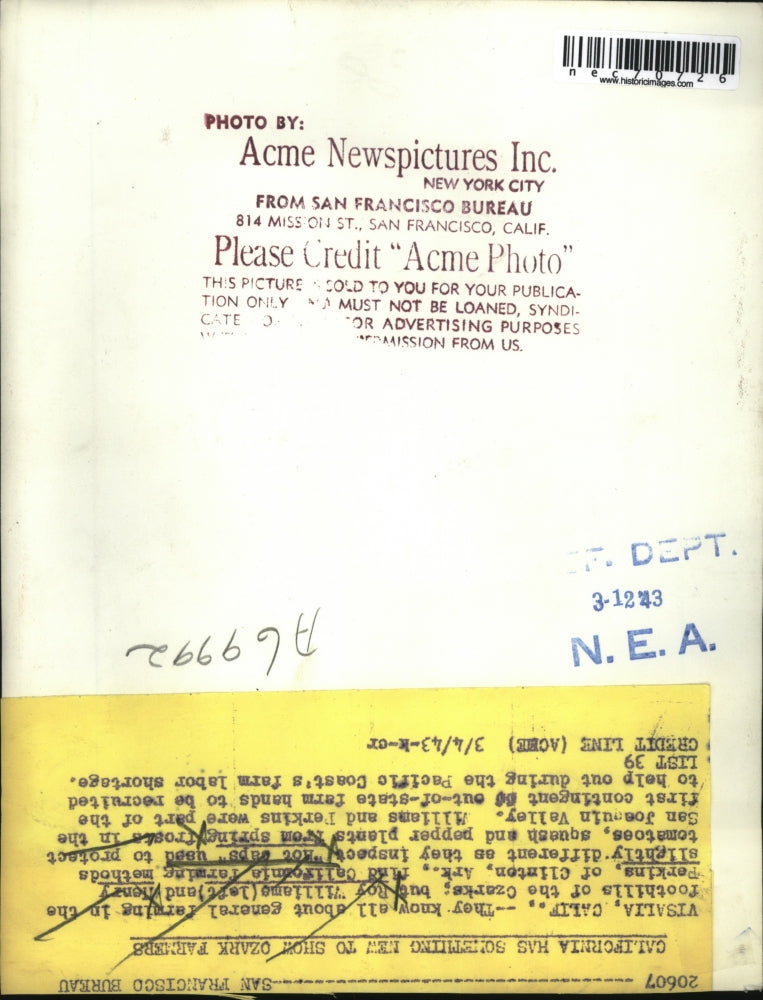 nec70726
www.historicimages.com
PHOTO BY:
Acme Newspictures Inc.
NEW YORK CITY
FROM SAN FRANCISCO BUREAU
814 MISSION ST., SAN FRANCISCO, CALIF.
Please Credit "Acme Photo"
THIS PICTURE SOLD TO YOU FOR YOUR PUBLICA-
TION ONLY MUST NOT BE LOANED, SYNDI-
CATE OR ADVERTISING PURPOSES
PERMISSION FROM US.
DEPT.
3-12 43
N. E. A.
A69992
20607 ----------SAN FRANCISCO BUREAU
CALIFORNIA HAS SOMETHING NEW TO SHOW OZARK FARMERS
VISALIA, CALIF., --They know all about general farming in the
foothills of the Ozarks, but Roy Williams (left) and Henry
Perkins, of Clinton, Ark., find California farming methods
slightly different as they inspect "Hot caps" used to protect
tomatoes, squash and pepper plants from spring frosts in the
San Joaquin Valley. Williams and Perkins were part of the
first contingent of out-of-state farm hands to be recruited
to help out during the Pacific Coast's farm labor shortage.
LIST 39
CREDIT LINE (ACME) 3/4/43-k-cr